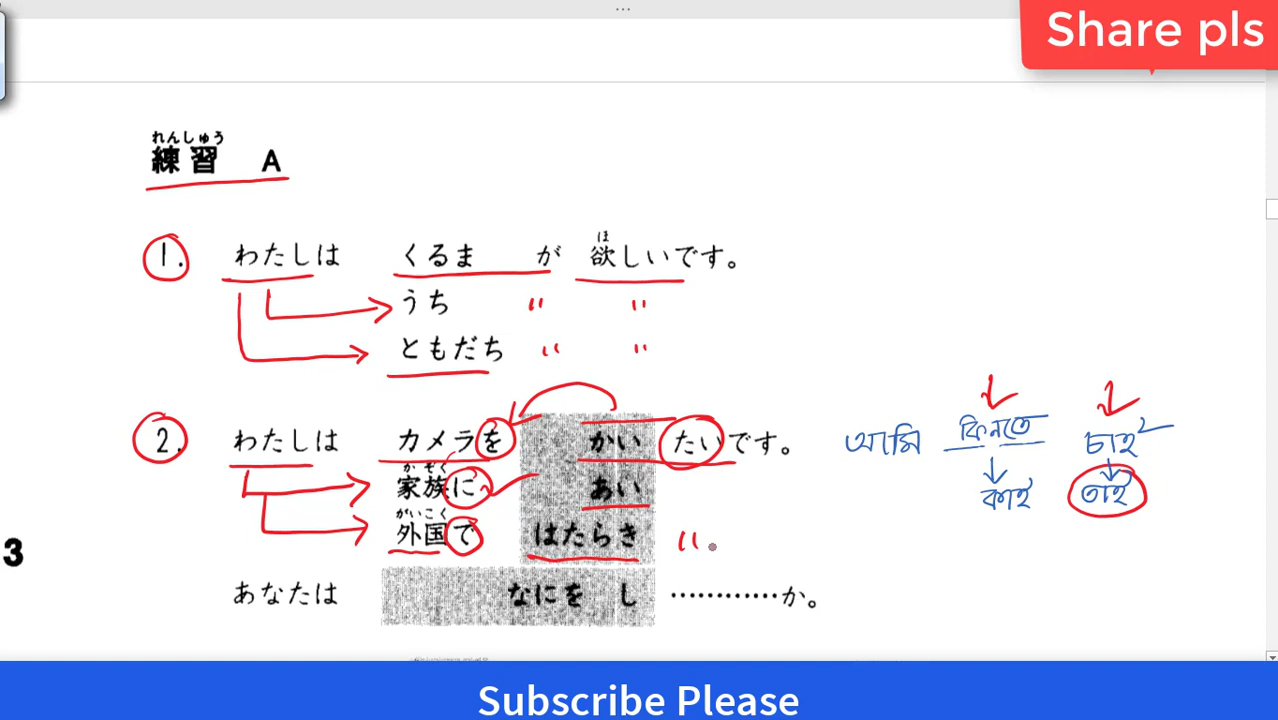 Share pls
れんしゅう
練習 A
1. わたしは くるま が 欲しいです。
ほ
うち 〃 〃
ともだち 〃 〃
2. わたしは カメラを かい たいです。
かぞく
家族に あい
がいこく
外国で はたらき 〃
あなたは なにを し …………か。
আমি কিনতে চাই
কাই তাই
3
Subscribe Please